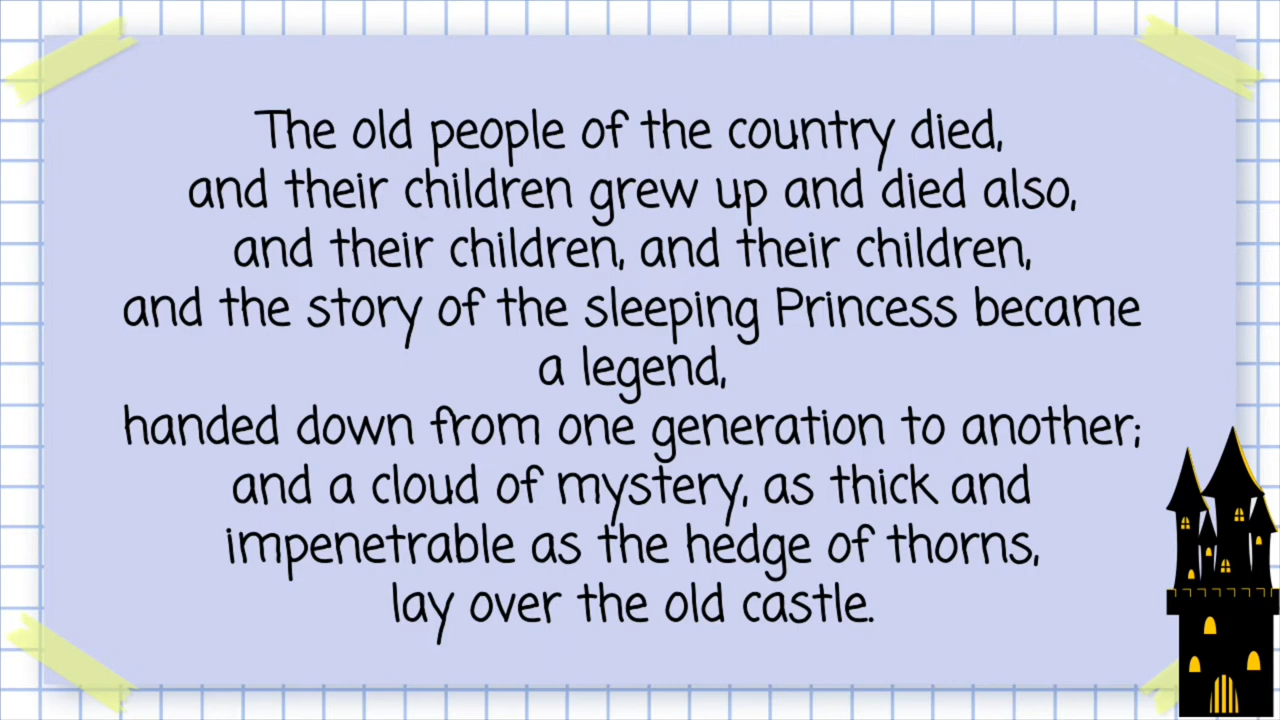 The old people of the country died,
and their children grew up and died also,
and their children, and their children,
and the story of the sleeping Princess became
a legend,
handed down from one generation to another;
and a cloud of mystery, as thick and
impenetrable as the hedge of thorns,
lay over the old castle.